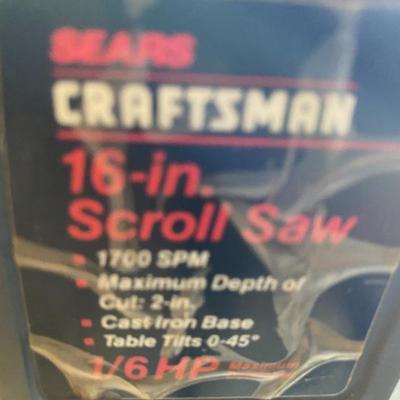 SEARS
CRAFTSMAN
16-in.
Scroll Saw
1700 SPM
Maximum Depth of
Cut: 2-in.
Cast Iron Base
Table Tilts 0-45°
1/6 HP Maximum